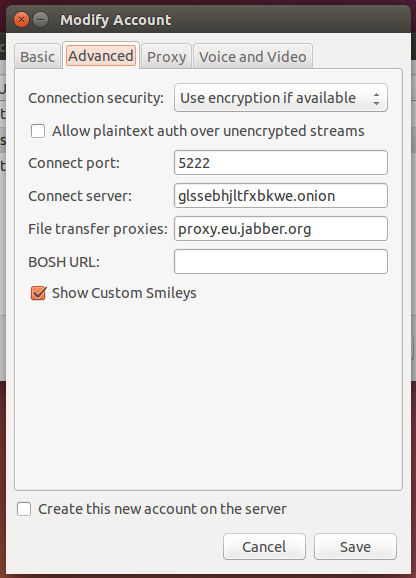 Modify Account
Basic Advanced Proxy Voice and Video
Connection security: Use encryption if available
Allow plaintext auth over unencrypted streams
Connect port: 5222
Connect server: glssebhjltfxbkwe.onion
File transfer proxies: proxy.eu.jabber.org
BOSH URL:
Show Custom Smileys
Create this new account on the server
Cancel Save